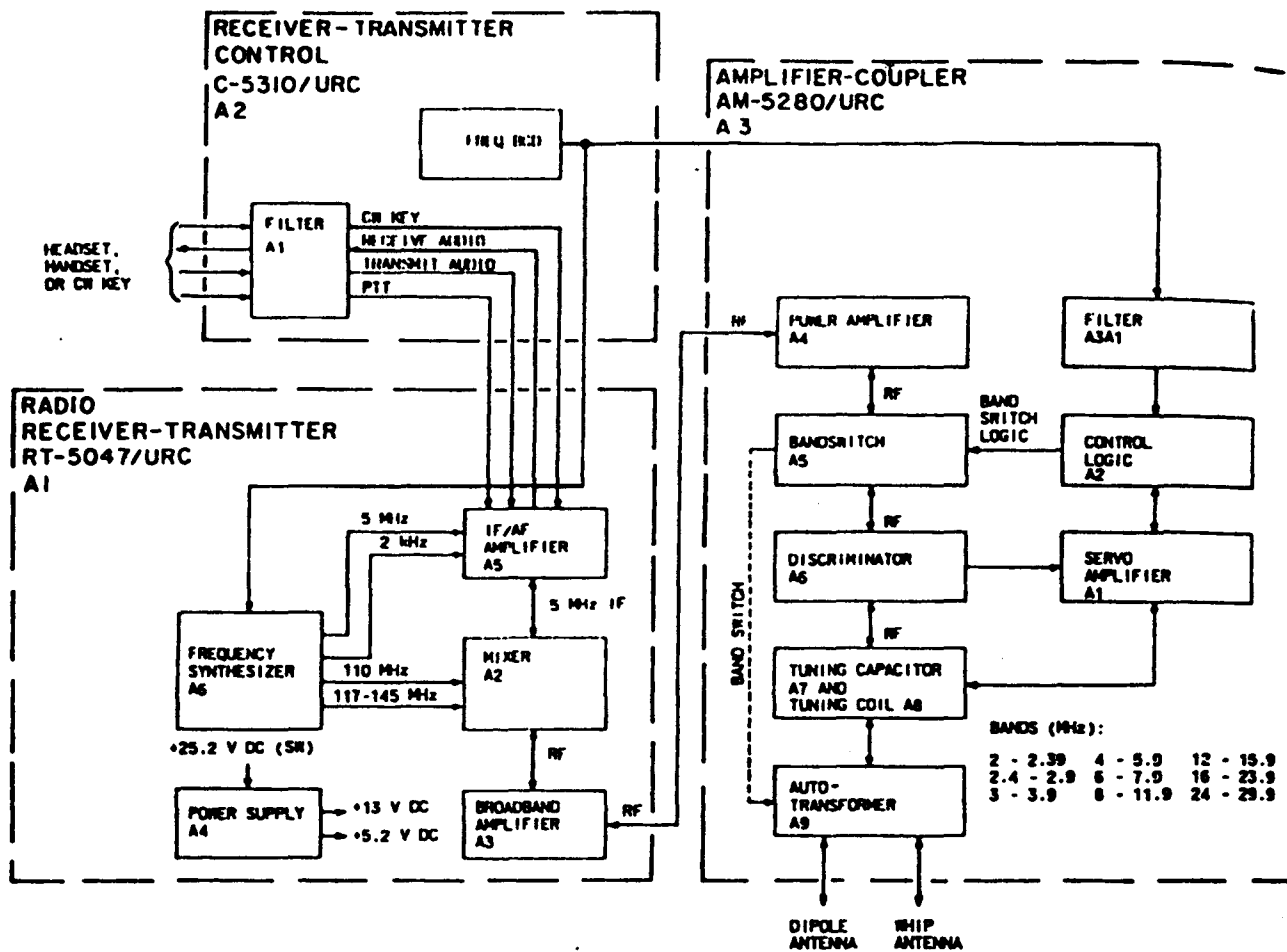 RECEIVER-TRANSMITTER
CONTROL
C-5310/URC
A2
FREQ BCD
FILTER
A1
CW KEY
RECEIVE AUDIO
TRANSMIT AUDIO
PTT
HEADSET,
HANDSET,
OR CW KEY
AMPLIFIER-COUPLER
AM-5280/URC
A 3
RF
POWER AMPLIFIER
A4
FILTER
A3A1
RF
BAND
SWITCH
LOGIC
BANDSWITCH
A5
CONTROL
LOGIC
A2
RF
DISCRIMINATOR
A6
SERVO
AMPLIFIER
A1
BAND SWITCH
RF
TUNING CAPACITOR
A7 AND
TUNING COIL A8
AUTO-
TRANSFORMER
A9
BANDS (MHz):
2 - 2.39 4 - 5.9 12 - 15.9
2.4 - 2.9 6 - 7.9 16 - 23.9
3 - 3.9 8 - 11.9 24 - 29.9
DIPOLE
ANTENNA
WHIP
ANTENNA
RADIO
RECEIVER-TRANSMITTER
RT-5047/URC
A1
5 MHz
2 kHz
IF/AF
AMPLIFIER
A5
5 MHz IF
FREQUENCY
SYNTHESIZER
A6
110 MHz
117-145 MHz
MIXER
A2
+25.2 V DC (SW)
RF
POWER SUPPLY
A4
+13 V DC
+5.2 V DC
BROADBAND
AMPLIFIER
A3
RF